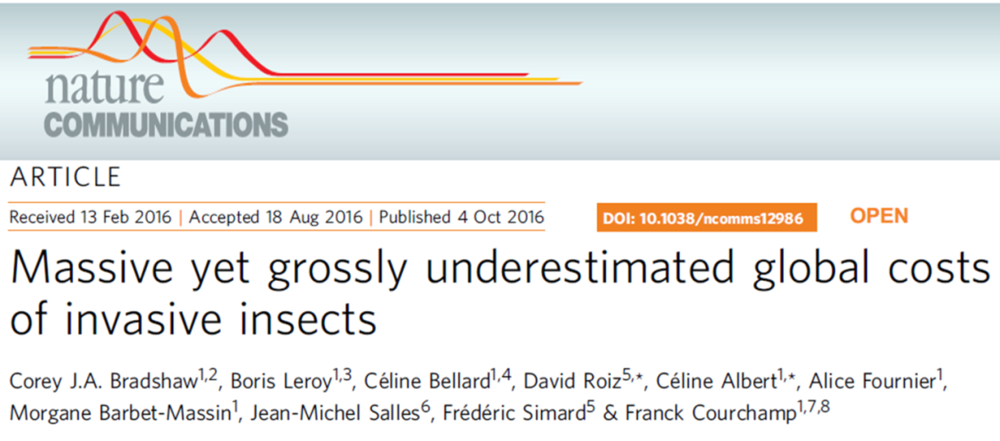 nature
COMMUNICATIONS
ARTICLE
Received 13 Feb 2016 | Accepted 18 Aug 2016 | Published 4 Oct 2016
DOI: 10.1038/ncomms12986
OPEN
Massive yet grossly underestimated global costs
of invasive insects
Corey J.A. Bradshaw1,2, Boris Leroy1,3, Céline Bellard1,4, David Roiz5,*, Céline Albert1,*, Alice Fournier1,
Morgane Barbet-Massin1, Jean-Michel Salles6, Frédéric Simard5 & Franck Courchamp1,7,8